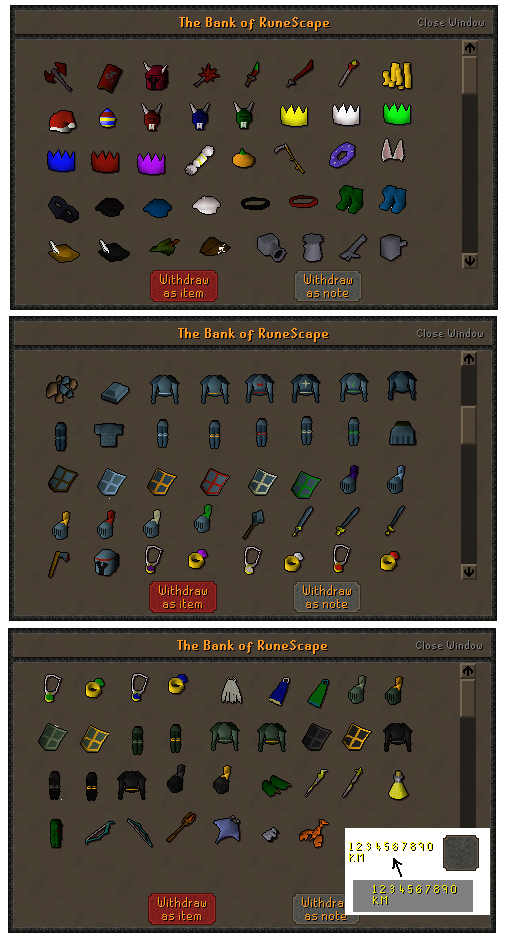 The Bank of RuneScape
Close Window
Withdraw
as item
Withdraw
as note
The Bank of RuneScape
Close Window
Withdraw
as item
Withdraw
as note
The Bank of RuneScape
Close Window
1234567890
KM
1234567890
KM
Withdraw
as item
Withdra
as note